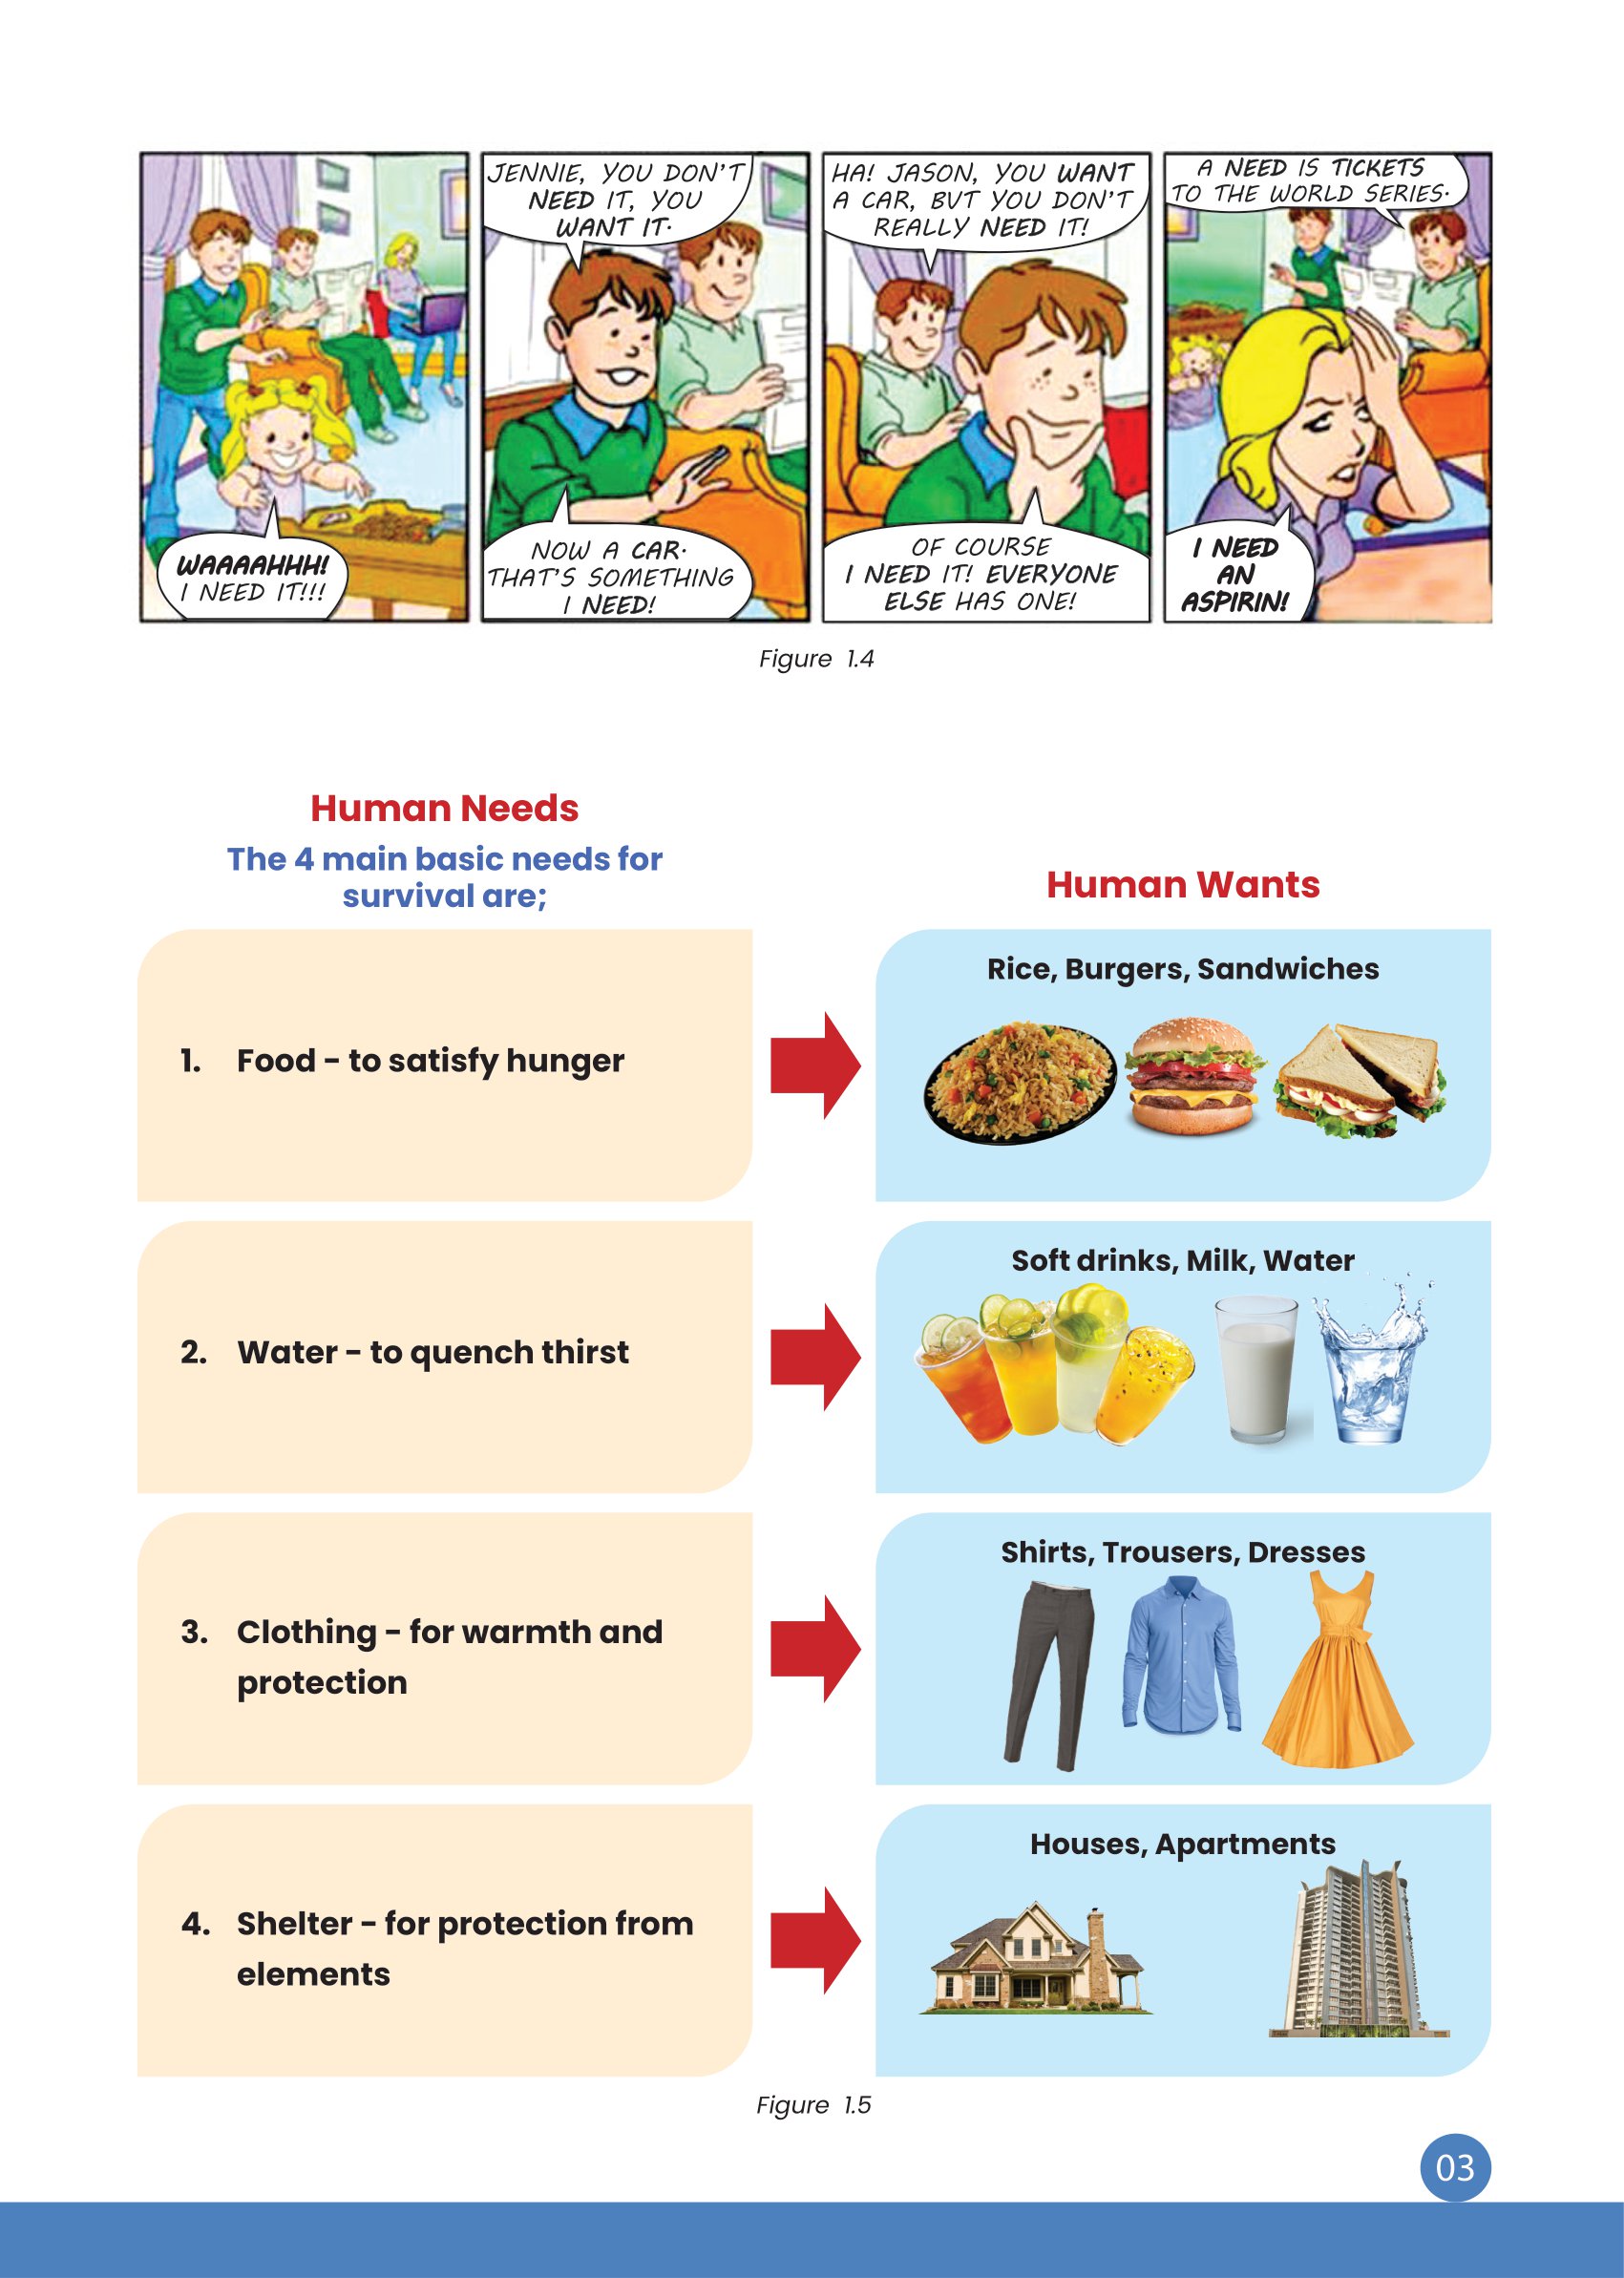 WAAAAHHH!
I NEED IT!!!
JENNIE, YOU DON'T
NEED IT, YOU
WANT IT.
NOW A CAR.
THAT'S SOMETHING
I NEED!
HA! JASON, YOU WANT
A CAR, BUT YOU DON'T
REALLY NEED IT!
OF COURSE
I NEED IT! EVERYONE
ELSE HAS ONE!
A NEED IS TICKETS
TO THE WORLD SERIES.
I NEED
AN
ASPIRIN!
Figure 1.4
Human Needs
The 4 main basic needs for
survival are;
Human Wants
1. Food - to satisfy hunger
Rice, Burgers, Sandwiches
2. Water - to quench thirst
Soft drinks, Milk, Water
3. Clothing - for warmth and
protection
Shirts, Trousers, Dresses
4. Shelter - for protection from
elements
Houses, Apartments
Figure 1.5
03